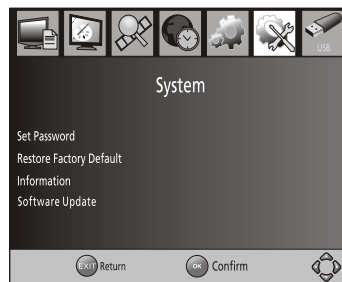 USB
System
Set Password
Restore Factory Default
Information
Software Update
EXIT Return OK Confirm